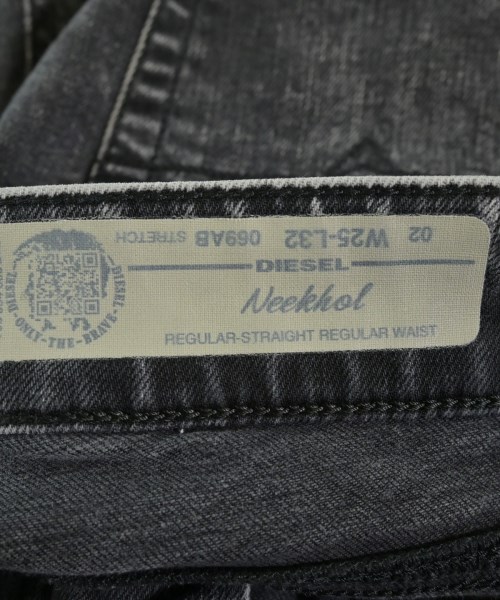 02 W25-L32 069AB STRETCH
DIESEL
Neekhol
REGULAR-STRAIGHT REGULAR WAIST
DIESEL
DIESEL
ONLY-THE-BRAVE